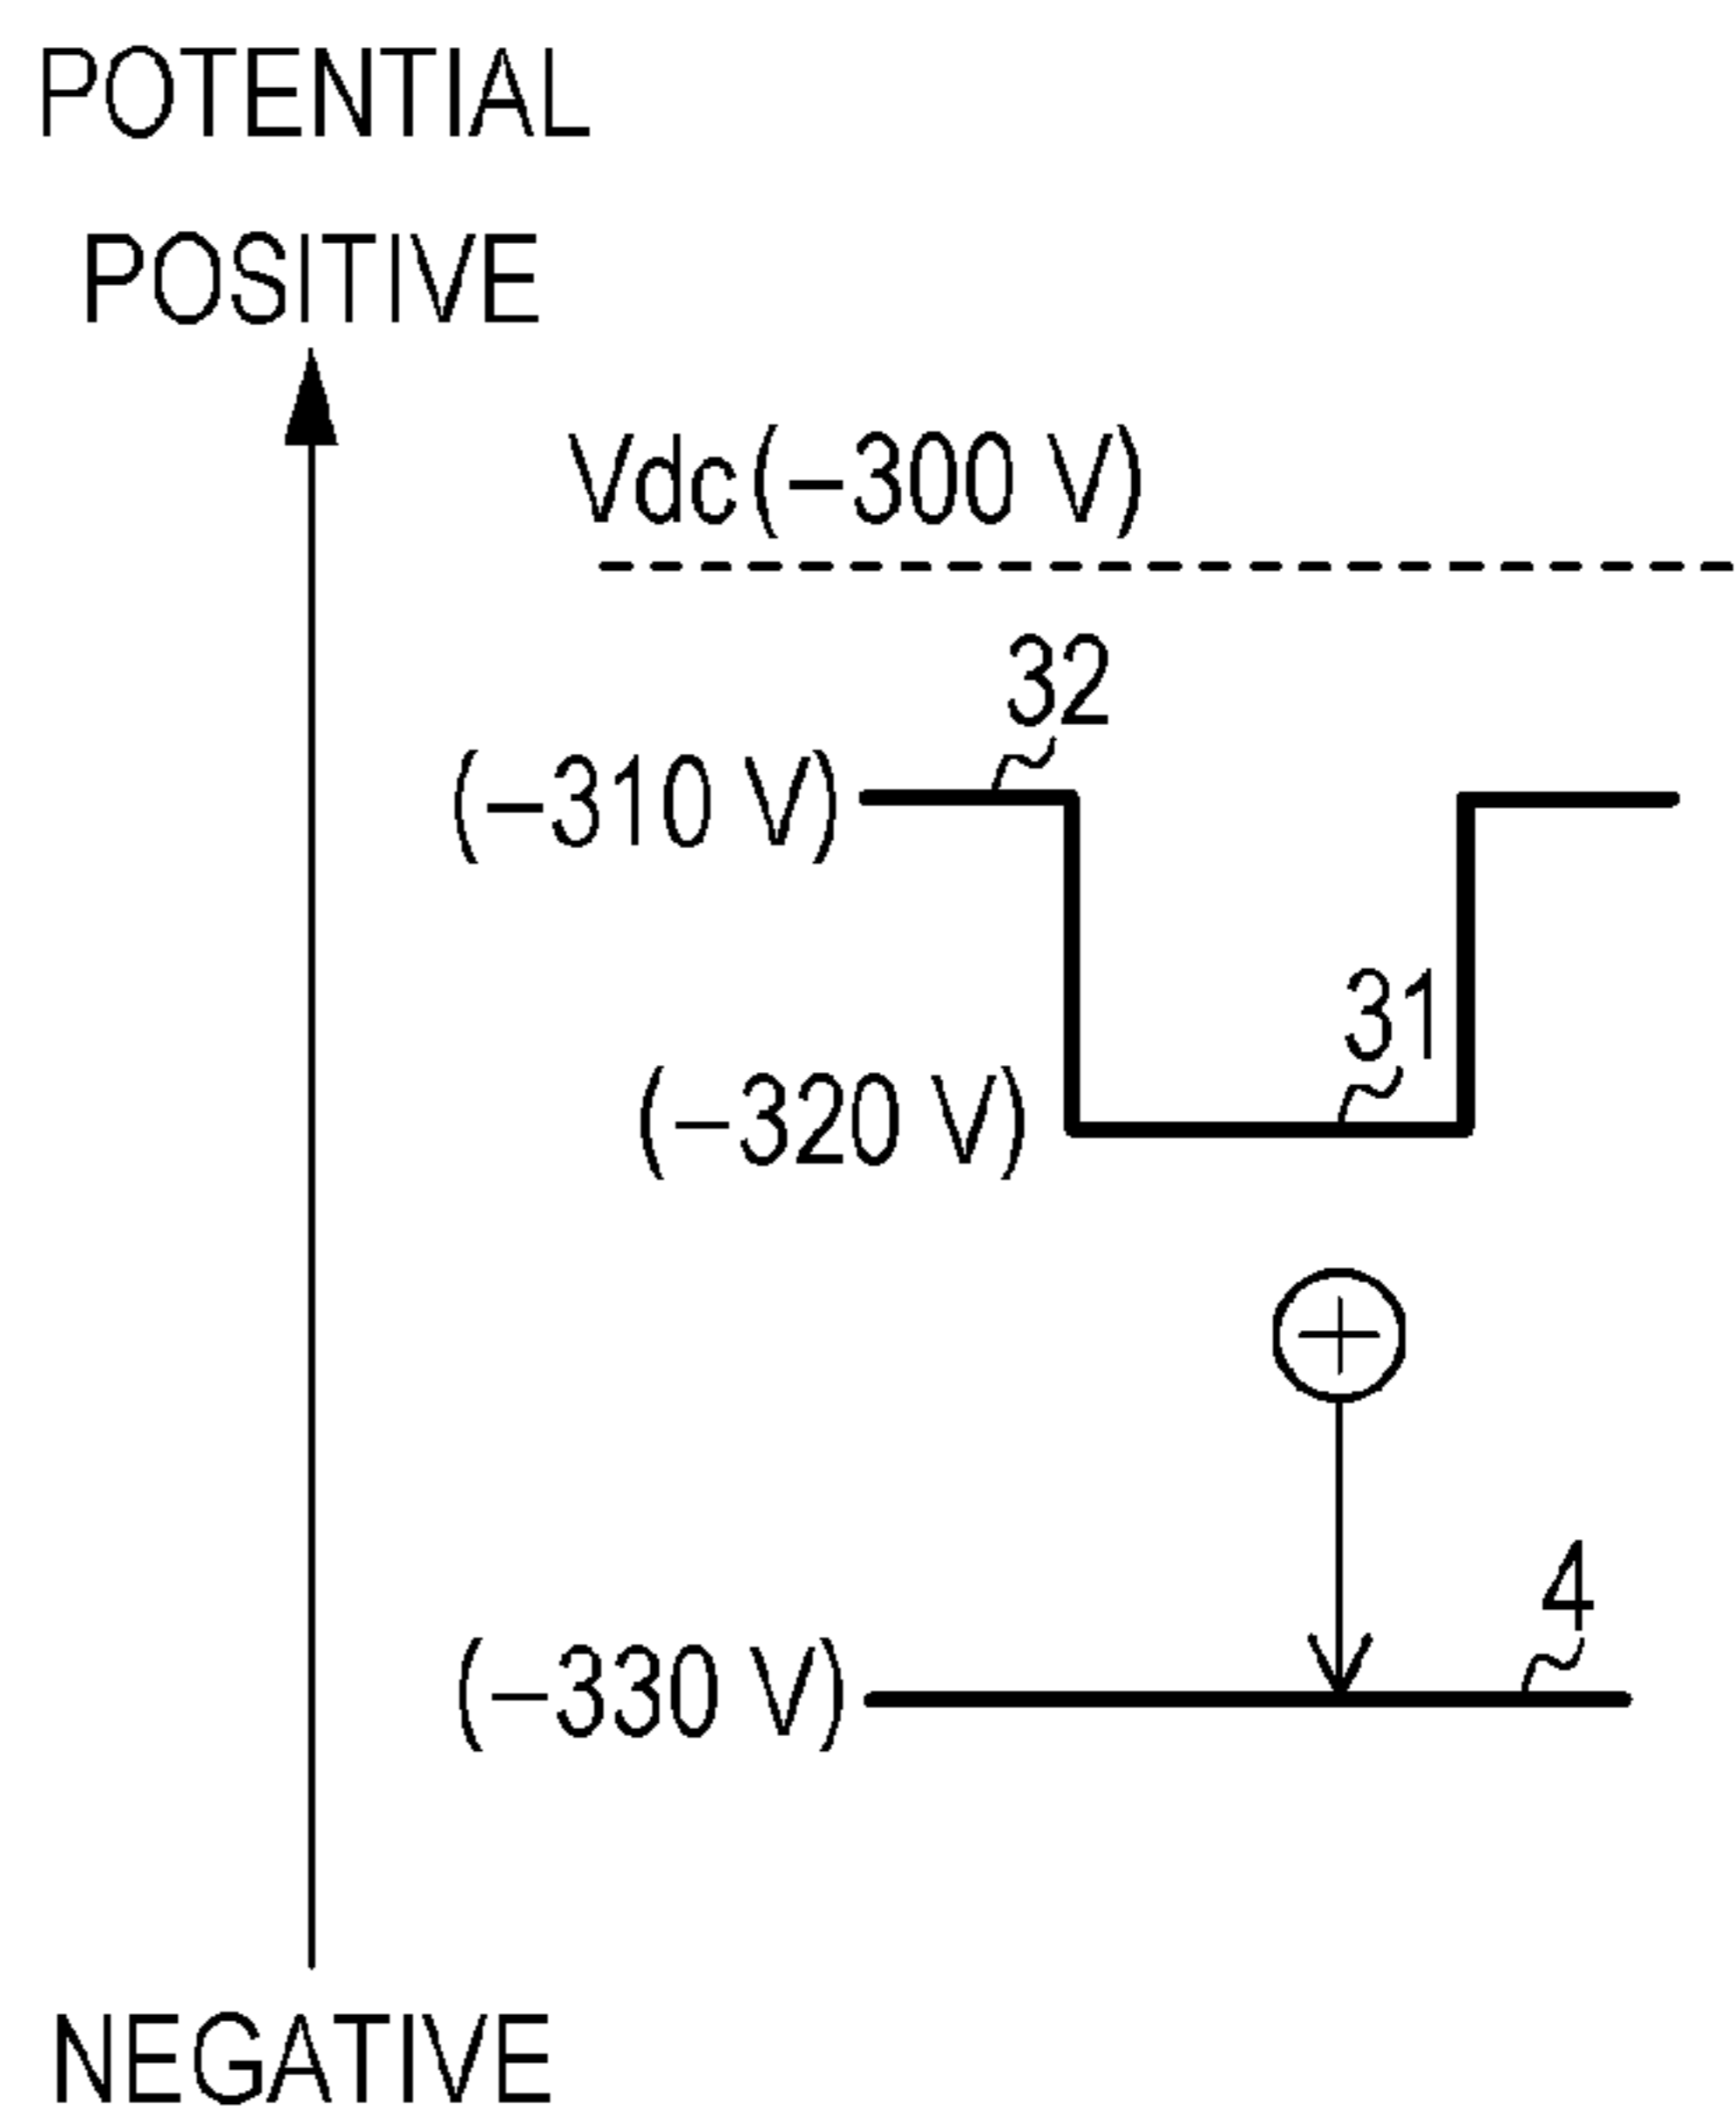 POTENTIAL
POSITIVE
Vdc(−300 V)
32
(−310 V)
31
(−320 V)
+
4
(−330 V)
NEGATIVE